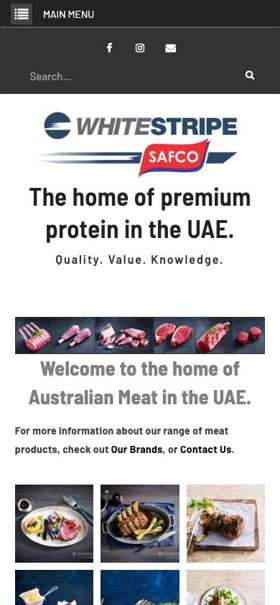 MAIN MENU
Search...
WHITESTRIPE
SAFCO
The home of premium
protein in the UAE.
Quality. Value. Knowledge.
Welcome to the home of
Australian Meat in the UAE.
For more information about our range of meat
products, check out Our Brands, or Contact Us.